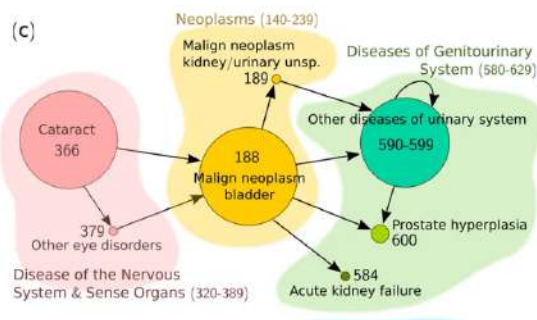 (c)
Neoplasms (140-239)
Malign neoplasm
kidney/urinary unsp.
189
Diseases of Genitourinary
System (580-629)
Cataract
366
188
Malign neoplasm
bladder
Other diseases of urinary system
590-599
379
Other eye disorders
Prostate hyperplasia
600
584
Acute kidney failure
Disease of the Nervous
System & Sense Organs (320-389)